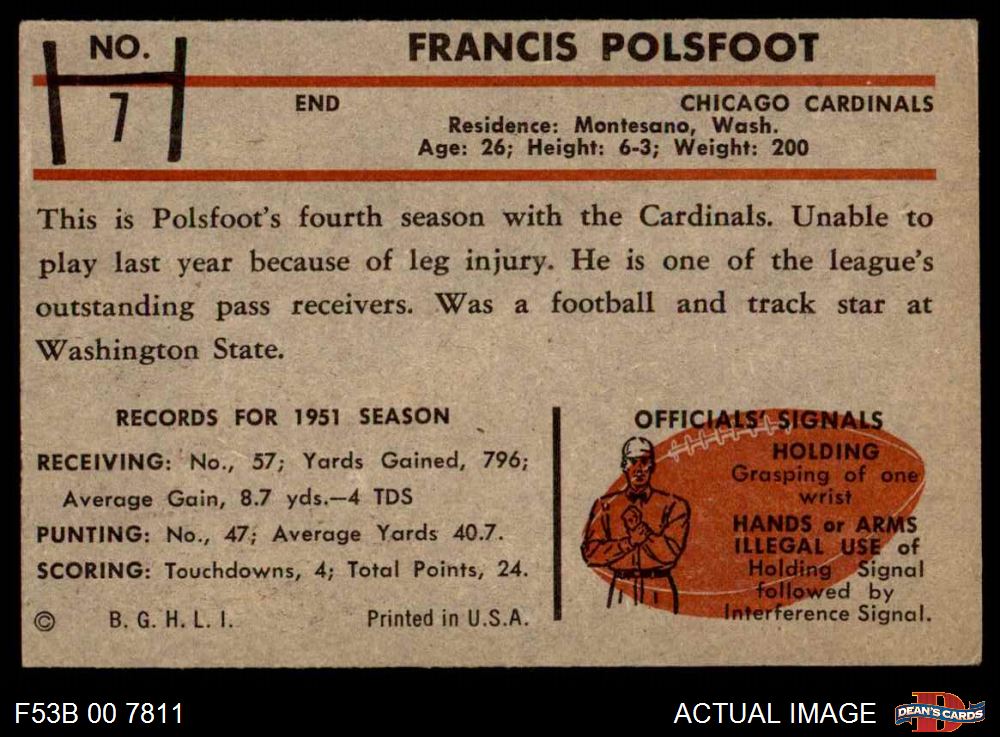 NO.
7
FRANCIS POLSFOOT
END
CHICAGO CARDINALS
Residence: Montesano, Wash.
Age: 26; Height: 6-3; Weight: 200
This is Polsfoot's fourth season with the Cardinals. Unable to
play last year because of leg injury. He is one of the league's
outstanding pass receivers. Was a football and track star at
Washington State.
RECORDS FOR 1951 SEASON
RECEIVING: No., 57; Yards Gained, 796;
Average Gain, 8.7 yds.—4 TDS
PUNTING: No., 47; Average Yards 40.7.
SCORING: Touchdowns, 4; Total Points, 24.
© B. G. H. L. I. Printed in U.S.A.
OFFICIALS' SIGNALS
HOLDING
Grasping of one
wrist
HANDS or ARMS
ILLEGAL USE of
Holding Signal
followed by
Interference Signal.
F53B 00 7811
ACTUAL IMAGE
DEAN'S CARDS